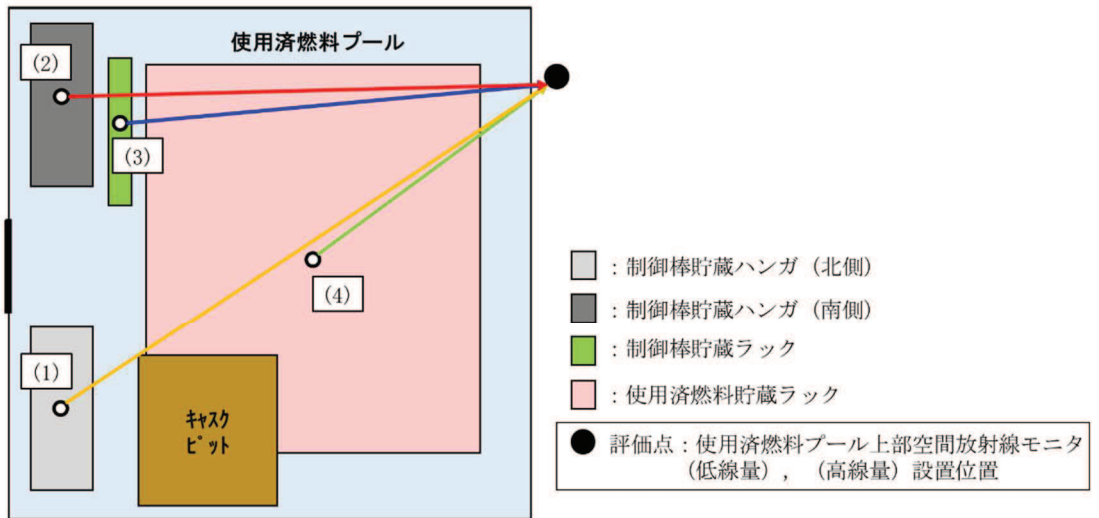 使用済燃料プール
(2)
(3)
(4)
(1)
キャスク
ピット
：制御棒貯蔵ハンガ（北側）
：制御棒貯蔵ハンガ（南側）
：制御棒貯蔵ラック
：使用済燃料貯蔵ラック
評価点：使用済燃料プール上部空間放射線モニタ
（低線量），（高線量）設置位置